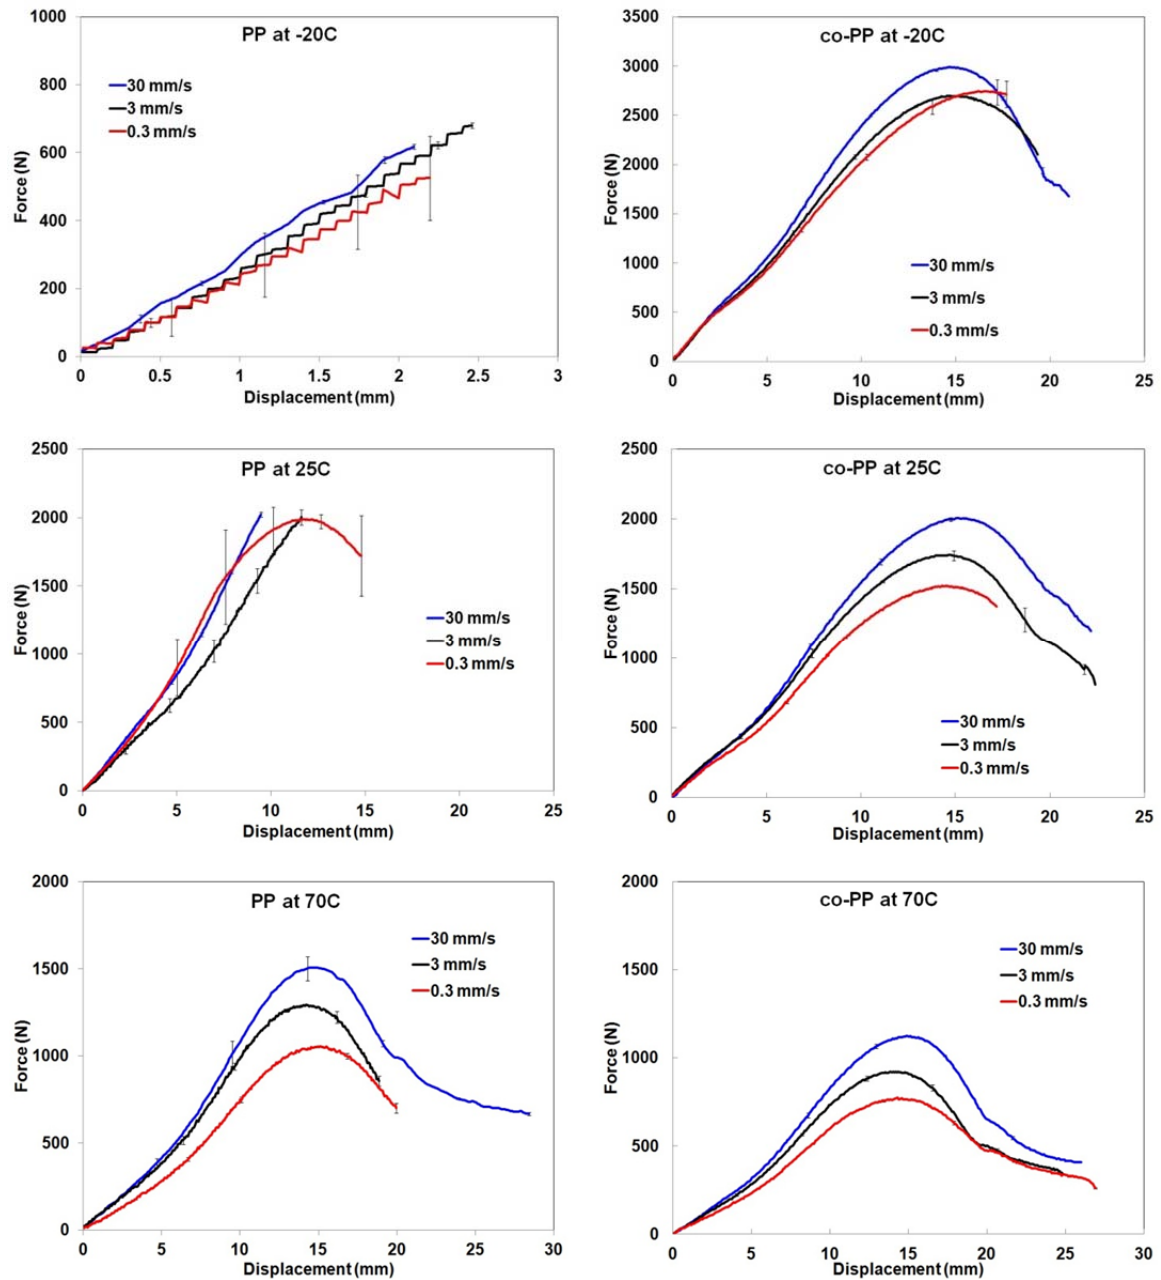 PP at -20C
1000
800
600
400
200
0
Force (N)
30 mm/s
3 mm/s
0.3 mm/s
0 0.5 1 1.5 2 2.5 3
Displacement (mm)
co-PP at -20C
3500
3000
2500
2000
1500
1000
500
0
Force (N)
30 mm/s
3 mm/s
0.3 mm/s
0 5 10 15 20 25
Displacement (mm)
PP at 25C
2500
2000
1500
1000
500
0
Force (N)
30 mm/s
3 mm/s
0.3 mm/s
0 5 10 15 20 25
Displacement (mm)
co-PP at 25C
2500
2000
1500
1000
500
0
Force (N)
30 mm/s
3 mm/s
0.3 mm/s
0 5 10 15 20 25
Displacement (mm)
PP at 70C
2000
1500
1000
500
0
Force (N)
30 mm/s
3 mm/s
0.3 mm/s
0 5 10 15 20 25 30
Displacement (mm)
co-PP at 70C
2000
1500
1000
500
0
Force (N)
30 mm/s
3 mm/s
0.3 mm/s
0 5 10 15 20 25 30
Displacement (mm)